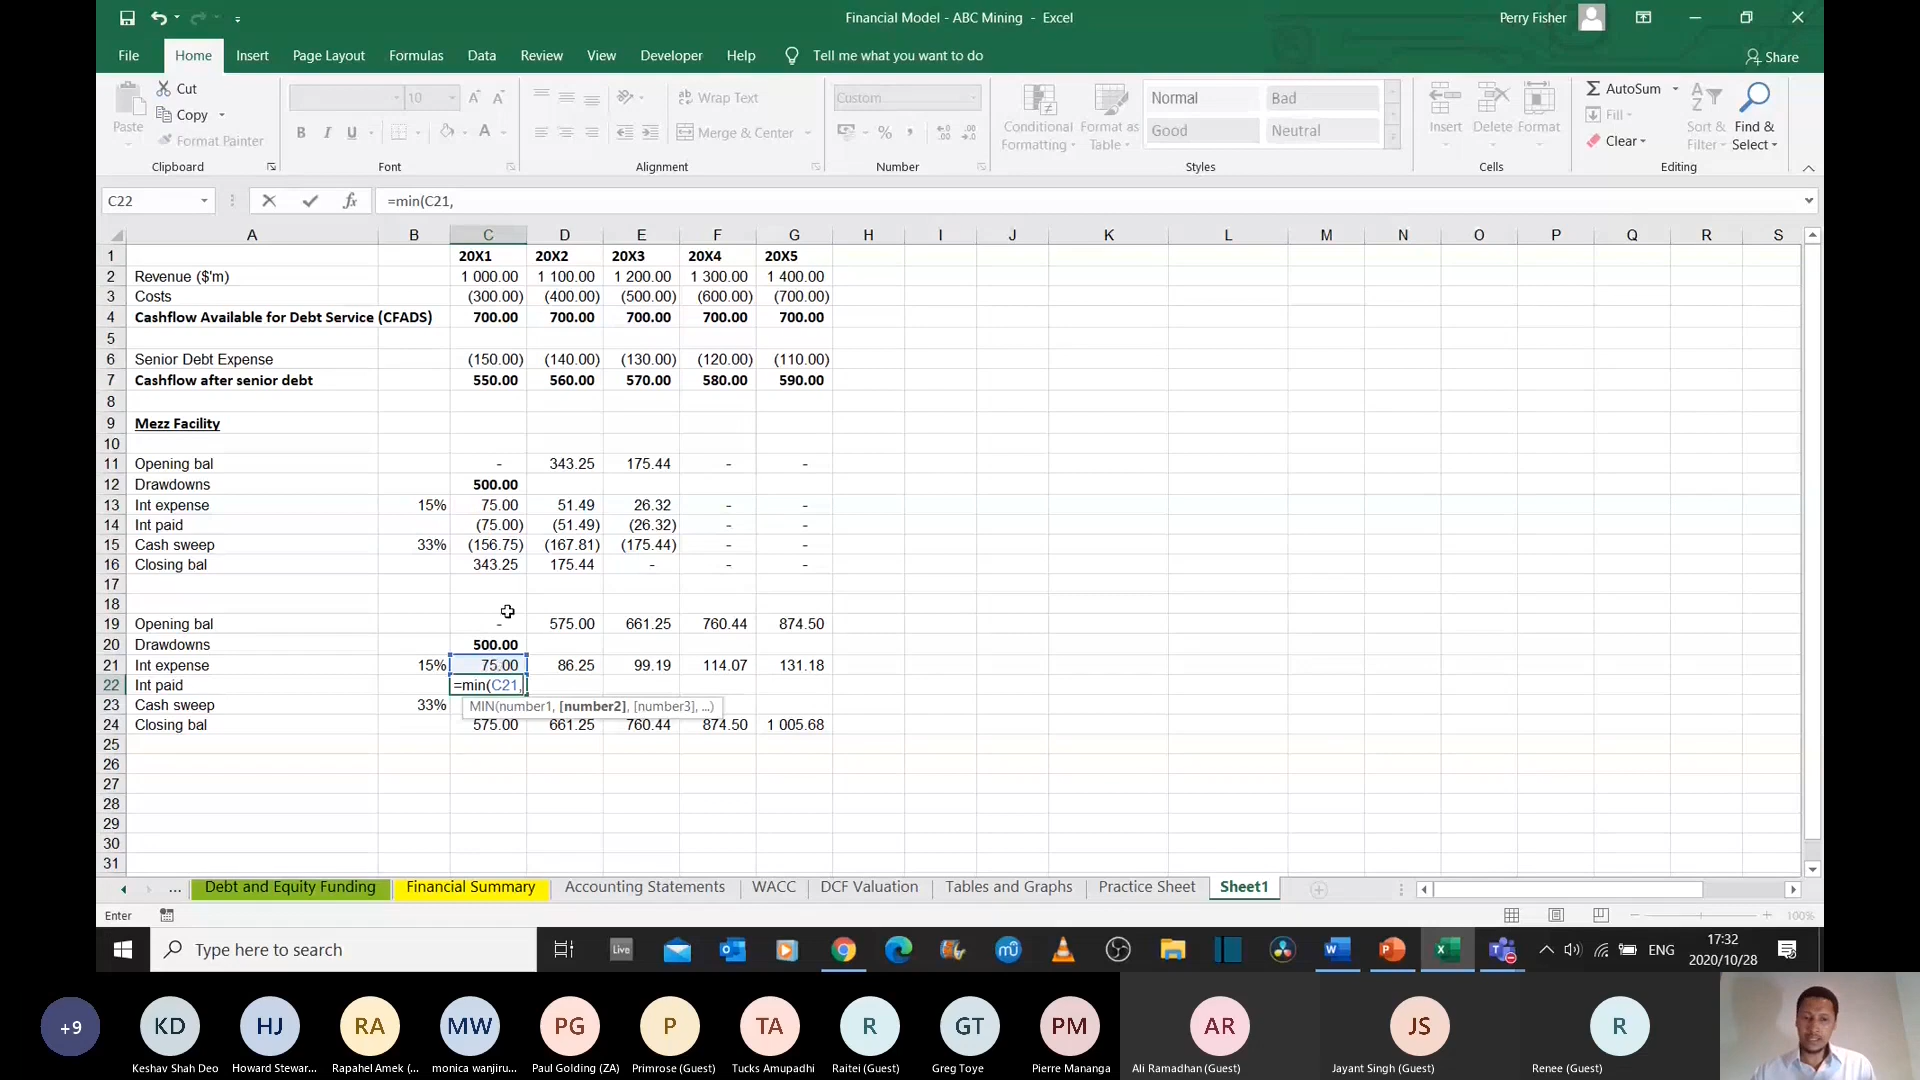 Financial Model - ABC Mining - Excel
Perry Fisher
File Home Insert Page Layout Formulas Data Review View Developer Help Tell me what you want to do Share
Paste
Cut
Copy
Format Painter
Clipboard
10
B I U
Font
Wrap Text
Merge & Center
Alignment
Custom
%
Number
Conditional Formatting
Format as Table
Normal Bad
Good Neutral
Styles
Insert Delete Format
Cells
AutoSum
Fill
Clear
Sort & Filter
Find & Select
Editing
C22 fx =min(C21,
A B C D E F G H I J K L M N O P Q R S
1 20X1 20X2 20X3 20X4 20X5
2 Revenue ($'m) 1 000.00 1 100.00 1 200.00 1 300.00 1 400.00
3 Costs (300.00) (400.00) (500.00) (600.00) (700.00)
4 Cashflow Available for Debt Service (CFADS) 700.00 700.00 700.00 700.00 700.00
5
6 Senior Debt Expense (150.00) (140.00) (130.00) (120.00) (110.00)
7 Cashflow after senior debt 550.00 560.00 570.00 580.00 590.00
8
9 Mezz Facility
10
11 Opening bal - 343.25 175.44 - -
12 Drawdowns 500.00
13 Int expense 15% 75.00 51.49 26.32 - -
14 Int paid (75.00) (51.49) (26.32) - -
15 Cash sweep 33% (156.75) (167.81) (175.44) - -
16 Closing bal 343.25 175.44 - - -
17
18
19 Opening bal - 575.00 661.25 760.44 874.50
20 Drawdowns 500.00
21 Int expense 15% 75.00 86.25 99.19 114.07 131.18
22 Int paid =min(C21,
23 Cash sweep 33% MIN(number1, [number2], [number3], ...)
24 Closing bal 575.00 661.25 760.44 874.50 1 005.68
25
26
27
28
29
30
31
... Debt and Equity Funding Financial Summary Accounting Statements WACC DCF Valuation Tables and Graphs Practice Sheet Sheet1
Enter 100%
Type here to search Live ENG 17:32
2020/10/28
+9 KD HJ RA MW PG P TA R GT PM AR JS R
Keshav Shah Deo Howard Stewar... Rapahel Amek (... monica wanjiru... Paul Golding (ZA) Primrose (Guest) Tucks Amupadhi Raitei (Guest) Greg Toye Pierre Mananga Ali Ramadhan (Guest) Jayant Singh (Guest) Renee (Guest)